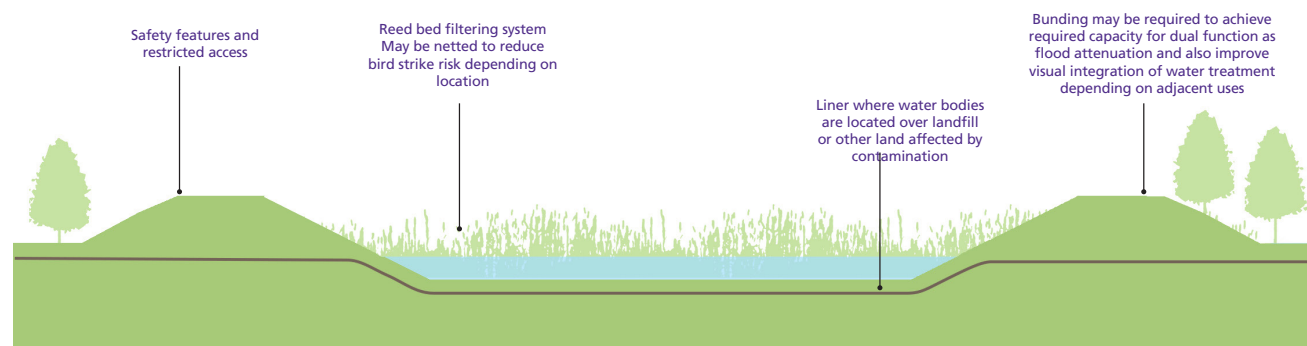 Safety features and
restricted access
Reed bed filtering system
May be netted to reduce
bird strike risk depending on
location
Liner where water bodies
are located over landfill
or other land affected by
contamination
Bunding may be required to achieve
required capacity for dual function as
flood attenuation and also improve
visual integration of water treatment
depending on adjacent uses